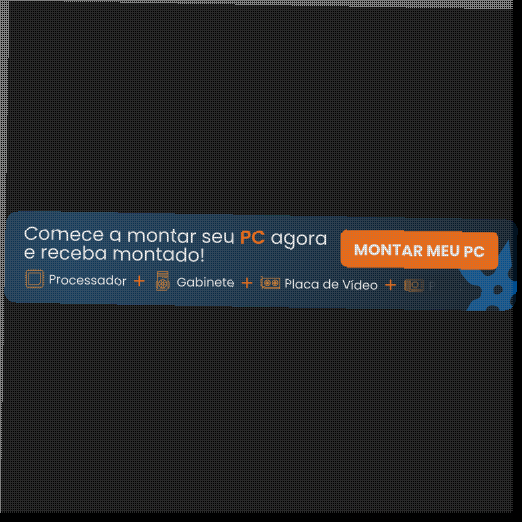 Comece a montar seu PC agora
e receba montado!
MONTAR MEU PC
Processador + Gabinete + Placa de Vídeo +